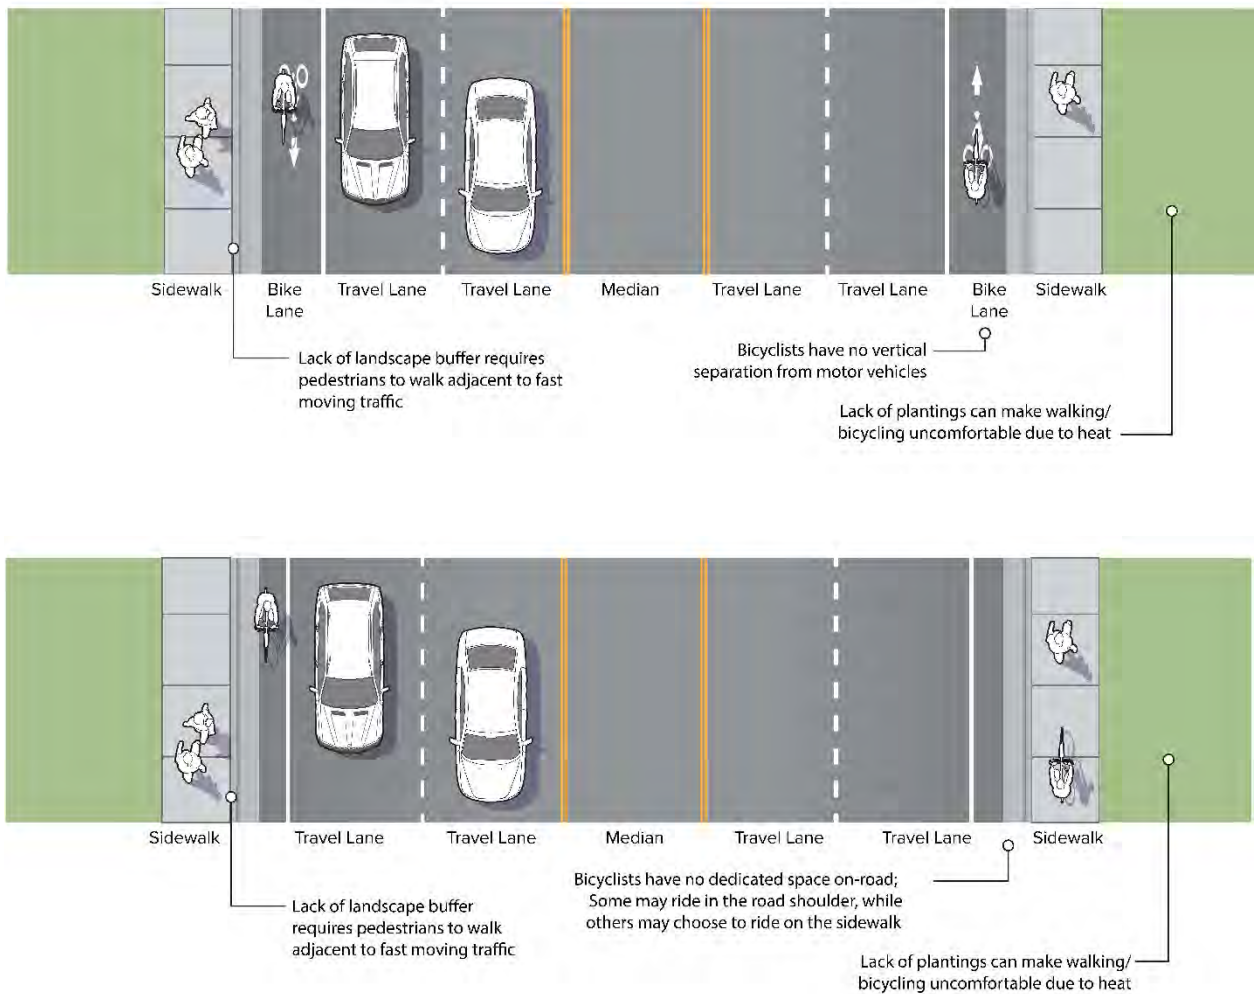 Sidewalk
Bike
Lane
Travel Lane
Travel Lane
Median
Travel Lane
Travel Lane
Bike
Lane
Sidewalk
Lack of landscape buffer requires
pedestrians to walk adjacent to fast
moving traffic
Bicyclists have no vertical
separation from motor vehicles
Lack of plantings can make walking/
bicycling uncomfortable due to heat
Sidewalk
Travel Lane
Travel Lane
Median
Travel Lane
Travel Lane
Sidewalk
Lack of landscape buffer
requires pedestrians to walk
adjacent to fast moving traffic
Bicyclists have no dedicated space on-road;
Some may ride in the road shoulder, while
others may choose to ride on the sidewalk
Lack of plantings can make walking/
bicycling uncomfortable due to heat